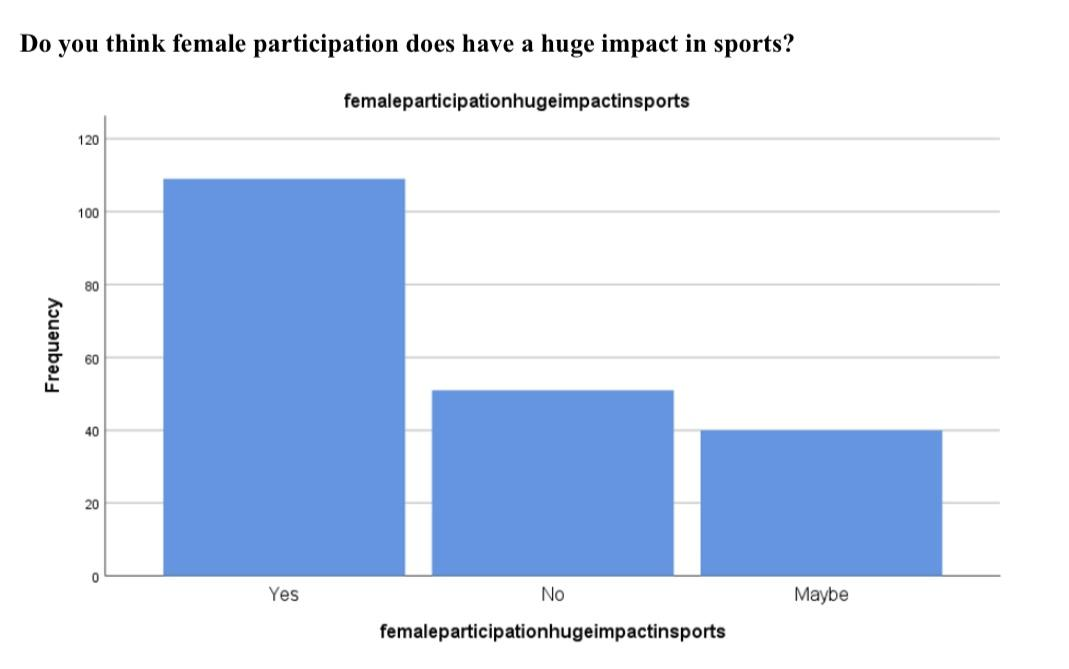 Do you think female participation does have a huge impact in sports?
femaleparticipationhugeimpactinsports
120
100
80
60
40
20
0
Frequency
Yes No Maybe
femaleparticipationhugeimpactinsports